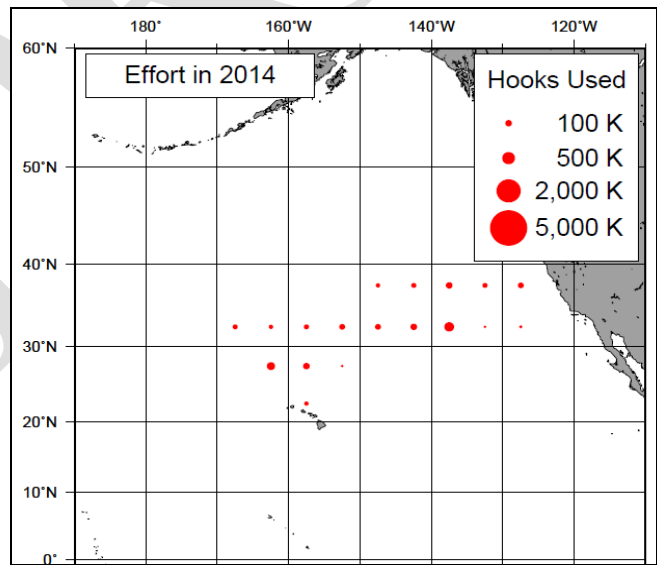 180˚ 160˚W 140˚W 120˚W
60˚N
Effort in 2014
Hooks Used
100 K
500 K
2,000 K
5,000 K
50˚N
40˚N
30˚N
20˚N
10˚N
0˚